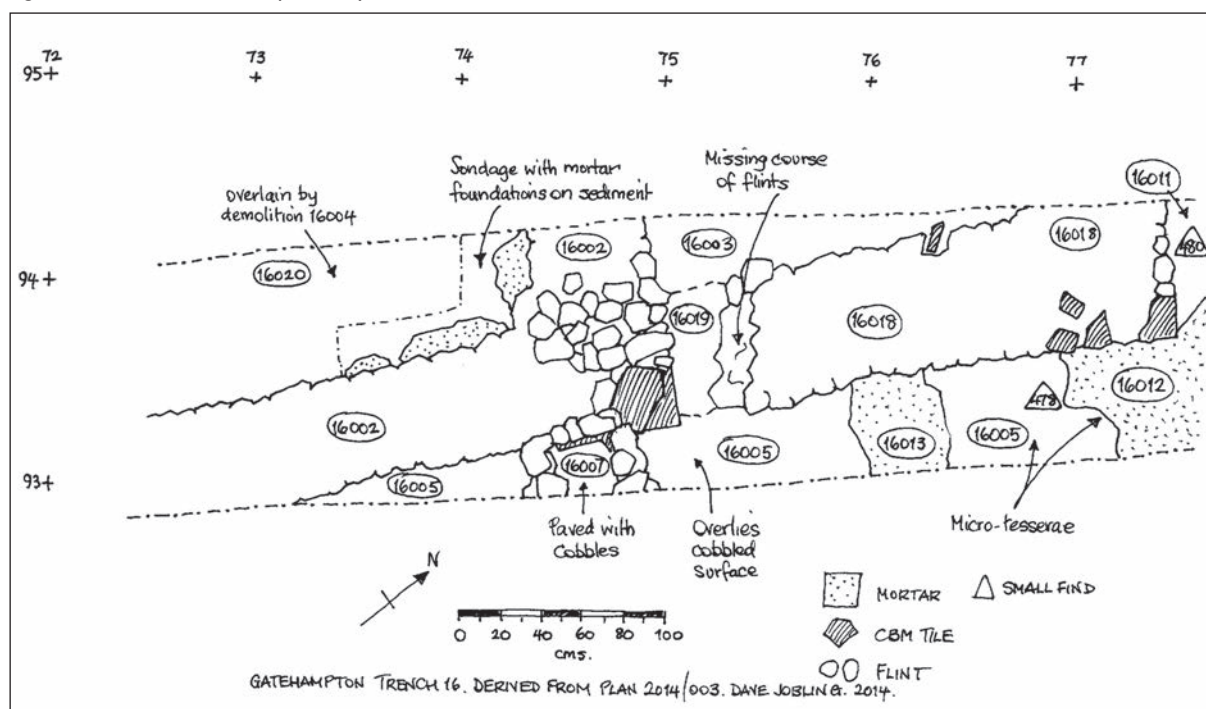 72 73 74 75 76 77
95
Sondage with mortar
foundations on sediment
Missing course
of flints
overlain by
demolition 16004
16011
16002
16003
16018
480
16020
94
16019
16018
16012
16002
478
16005
16013
16005
16007
93
16005
Paved with
cobbles
Overlies
cobbled
surface
Micro-tesserae
N
MORTAR
SMALL FIND
CBM TILE
FLINT
0 20 40 60 80 100
CMS.
GATEHAMPTON TRENCH 16. DERIVED FROM PLAN 2014/003. DAVE JOBLING. 2014.